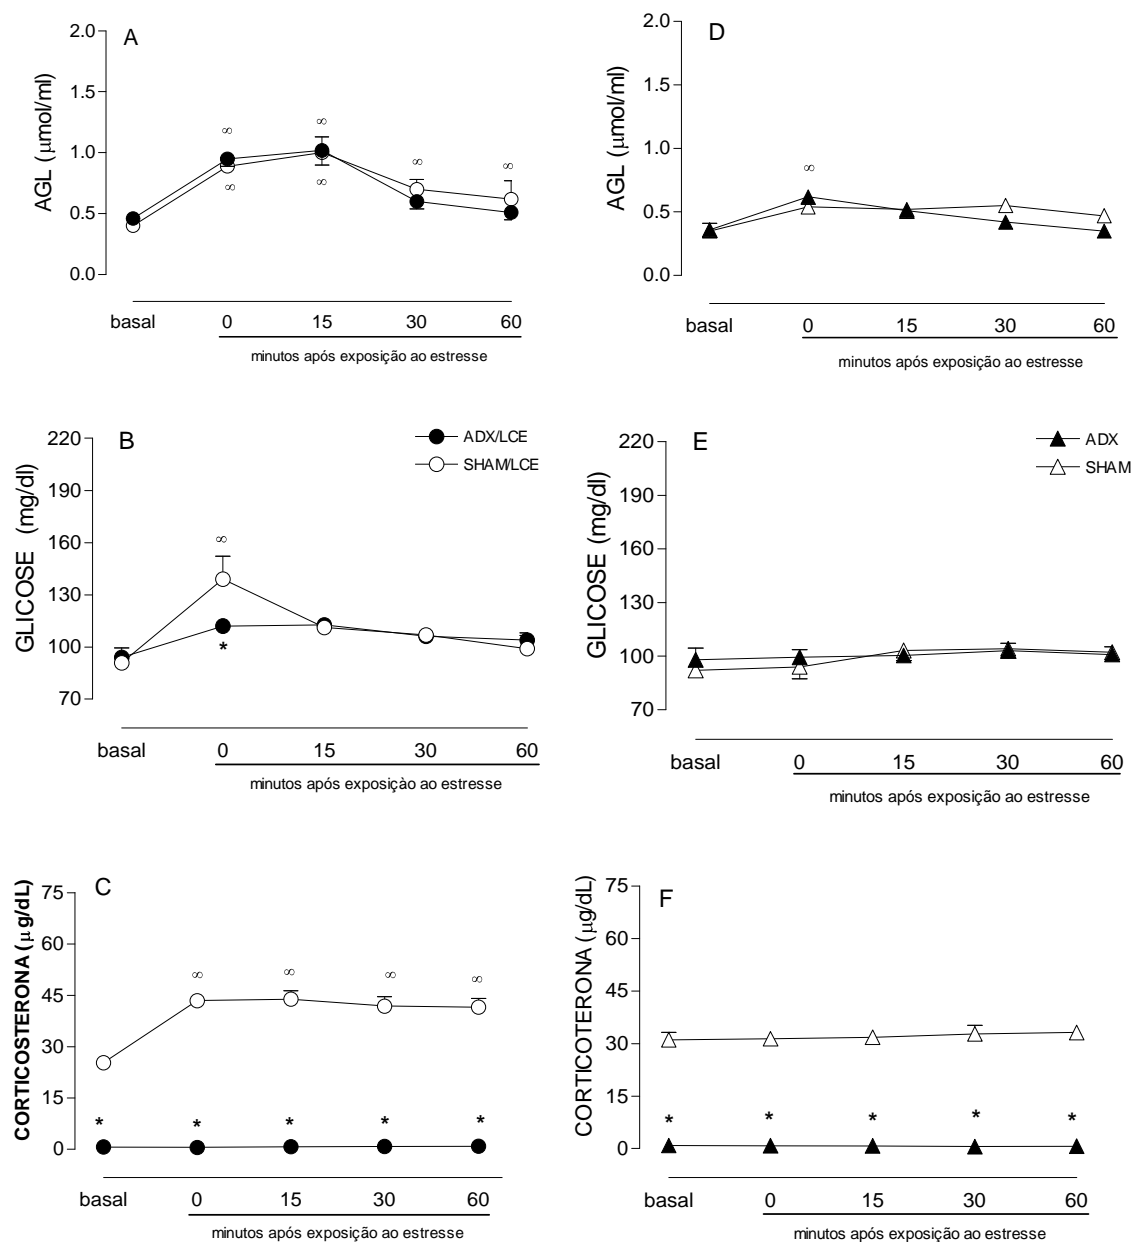 A
AGL (μmol/ml)
2.0
1.5
1.0
0.5
0.0
∞ ∞ ∞ ∞
∞ ∞
basal 0 15 30 60
minutos após exposição ao estresse
D
AGL (μmol/ml)
2.0
1.5
1.0
0.5
0.0
∞
basal 0 15 30 60
minutos após exposição ao estresse
B
GLICOSE (mg/dl)
220
190
160
130
100
70
ADX/LCE
SHAM/LCE
∞
*
basal 0 15 30 60
minutos após exposiçào ao estresse
E
GLICOSE (mg/dl)
220
190
160
130
100
70
ADX
SHAM
basal 0 15 30 60
minutos após exposição ao estresse
C
CORTICOSTERONA (μg/dL)
75
60
45
30
15
0
∞ ∞ ∞ ∞
* * * * *
basal 0 15 30 60
minutos após exposição ao estresse
F
CORTICOTERONA (μg/dL)
75
60
45
30
15
0
* * * * *
basal 0 15 30 60
minutos após exposição ao estresse